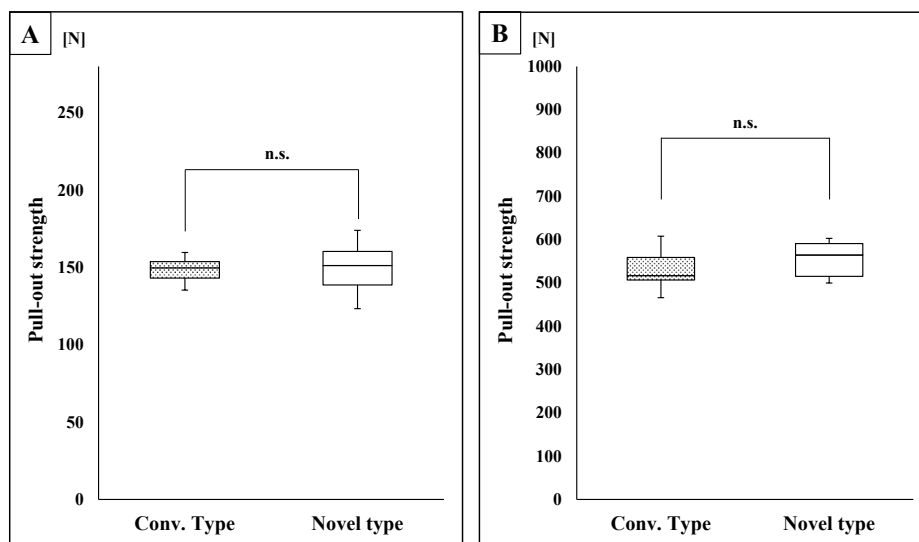 A
[N]
250
200
150
100
50
0
Pull-out strength
n.s.
Conv. Type
Novel type
B
[N]
1000
900
800
700
600
500
400
300
200
100
0
Pull-out strength
n.s.
Conv. Type
Novel type